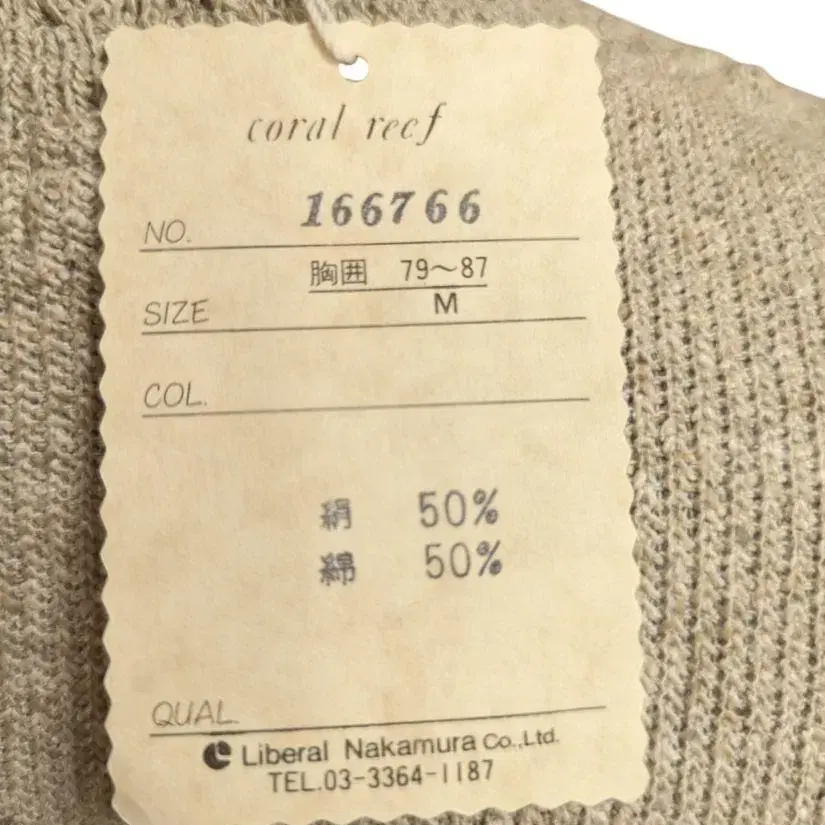 coral reef
NO. 166766
胸囲 79～87
SIZE M
COL.
絹 50%
綿 50%
QUAL.
Liberal Nakamura Co.,Ltd.
TEL.03-3364-1187